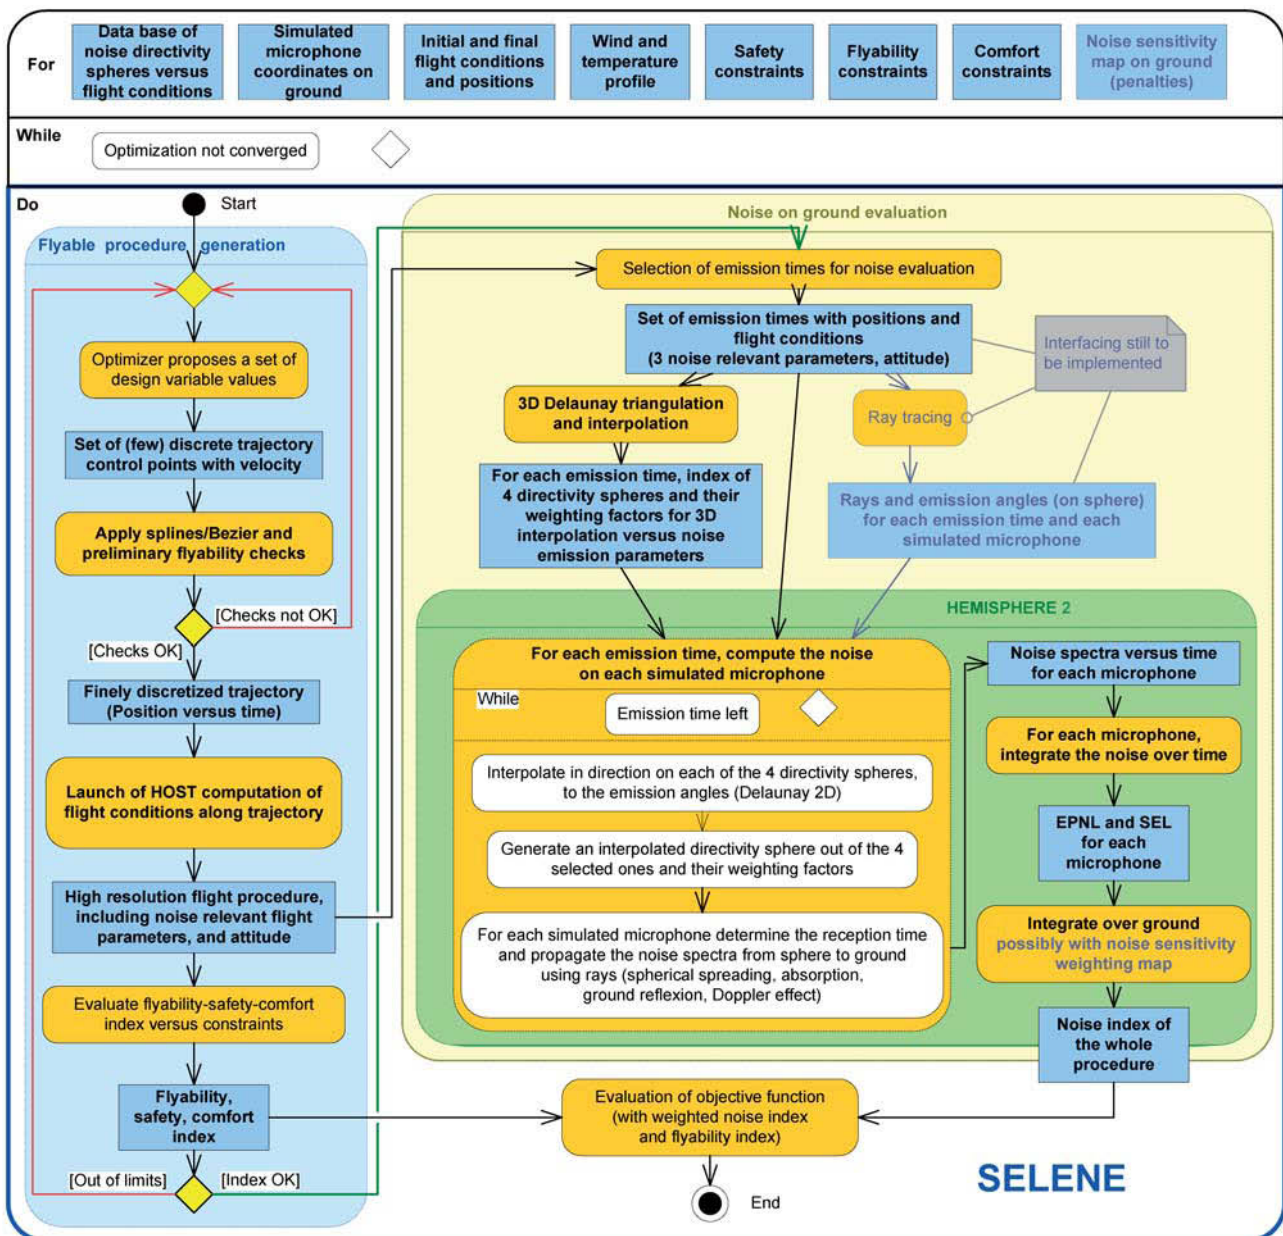 For
Data base of
noise directivity
spheres versus
flight conditions
Simulated
microphone
coordinates on
ground
Initial and final
flight conditions
and positions
Wind and
temperature
profile
Safety
constraints
Flyability
constraints
Comfort
constraints
Noise sensitivity
map on ground
(penalties)
While
Optimization not converged
Do
Start
Flyable procedure generation
Optimizer proposes a set of
design variable values
Set of (few) discrete trajectory
control points with velocity
Apply splines/Bezier and
preliminary flyability checks
[Checks not OK]
[Checks OK]
Finely discretized trajectory
(Position versus time)
Launch of HOST computation of
flight conditions along trajectory
High resolution flight procedure,
including noise relevant flight
parameters, and attitude
Evaluate flyability-safety-comfort
index versus constraints
Flyability,
safety, comfort
index
[Out of limits]
[Index OK]
Noise on ground evaluation
Selection of emission times for noise evaluation
Set of emission times with positions and
flight conditions
(3 noise relevant parameters, attitude)
Interfacing still to
be implemented
3D Delaunay triangulation
and interpolation
Ray tracing
For each emission time, index of
4 directivity spheres and their
weighting factors for 3D
interpolation versus noise
emission parameters
Rays and emission angles (on sphere)
for each emission time and each
simulated microphone
HEMISPHERE 2
For each emission time, compute the noise
on each simulated microphone
While
Emission time left
Interpolate in direction on each of the 4 directivity spheres,
to the emission angles (Delaunay 2D)
Generate an interpolated directivity sphere out of the 4
selected ones and their weighting factors
For each simulated microphone determine the reception time
and propagate the noise spectra from sphere to ground
using rays (spherical spreading, absorption,
ground reflexion, Doppler effect)
Noise spectra versus time
for each microphone
For each microphone,
integrate the noise over time
EPNL and SEL
for each
microphone
Integrate over ground
possibly with noise sensitivity
weighting map
Noise index of
the whole
procedure
Evaluation of objective function
(with weighted noise index
and flyability index)
End
SELENE